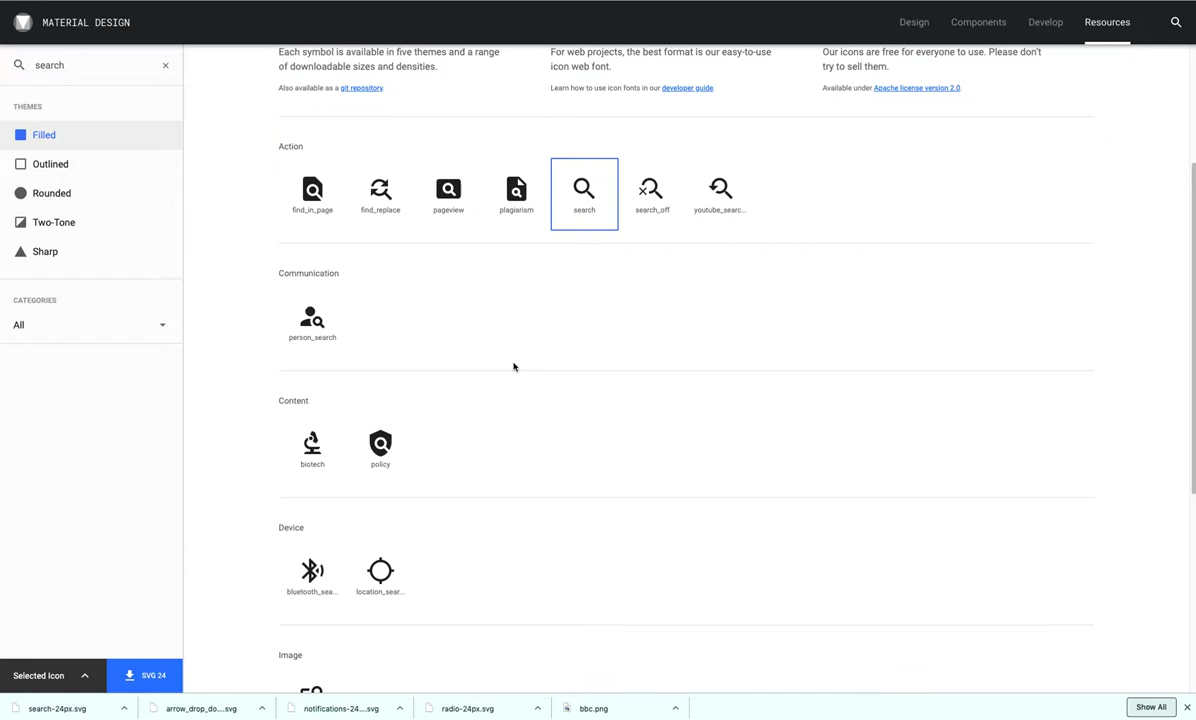 MATERIAL DESIGN
Design Components Develop Resources
search
THEMES
Filled
Outlined
Rounded
Two-Tone
Sharp
CATEGORIES
All
Selected Icon
SVG 24
Each symbol is available in five themes and a range
of downloadable sizes and densities.
Also available as a git repository.
For web projects, the best format is our easy-to-use
icon web font.
Learn how to use icon fonts in our developer guide.
Our icons are free for everyone to use. Please don't
try to sell them.
Available under Apache license version 2.0.
Action
find_in_page find_replace pageview plagiarism search search_off youtube_searc...
Communication
person_search
Content
biotech policy
Device
bluetooth_sea... location_sear...
Image
search-24px.svg arrow_drop_do....svg notifications-24....svg radio-24px.svg bbc.png Show All